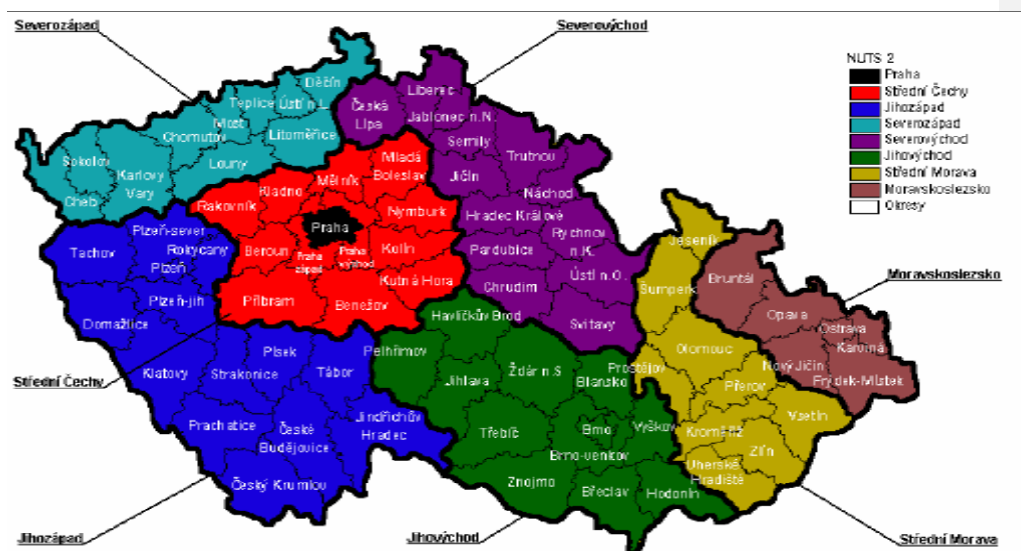 Severozápad
Severovýchod
NUTS 2
Praha
Střední Čechy
Jihozápad
Severozápad
Severovýchod
Jihovýchod
Střední Morava
Moravskoslezsko
Okresy
Děčín
Teplice
Ústí n.L.
Most
Chomutov
Litoměřice
Louny
Sokolov
Karlovy
Vary
Cheb
Česká
Lípa
Liberec
Jablonec n.N.
Semily
Trutnov
Jičín
Náchod
Hradec Králové
Rychnov
n.K.
Pardubice
Ústí n.O.
Chrudim
Svitavy
Mladá
Boleslav
Mělník
Kladno
Rakovník
Nymburk
Praha
Beroun
Praha
západ
Praha
východ
Kolín
Kutná Hora
Příbram
Benešov
Tachov
Plzeň-sever
Rokycany
Plzeň
Plzeň-jih
Domažlice
Klatovy
Písek
Strakonice
Tábor
Prachatice
České
Budějovice
Jindřichův
Hradec
Český Krumlov
Havlíčkův Brod
Pelhřimov
Jihlava
Žďár n.S
Blansko
Třebíč
Brno
Vyškov
Brno-venkov
Znojmo
Břeclav
Hodonín
Jeseník
Šumperk
Olomouc
Prostějov
Přerov
Kroměříž
Vsetín
Zlín
Uherské
Hradiště
Bruntál
Opava
Ostrava
Karviná
Nový Jičín
Frýdek-Místek
Moravskoslezsko
Střední Čechy
Jihozápad
Jihovýchod
Střední Morava